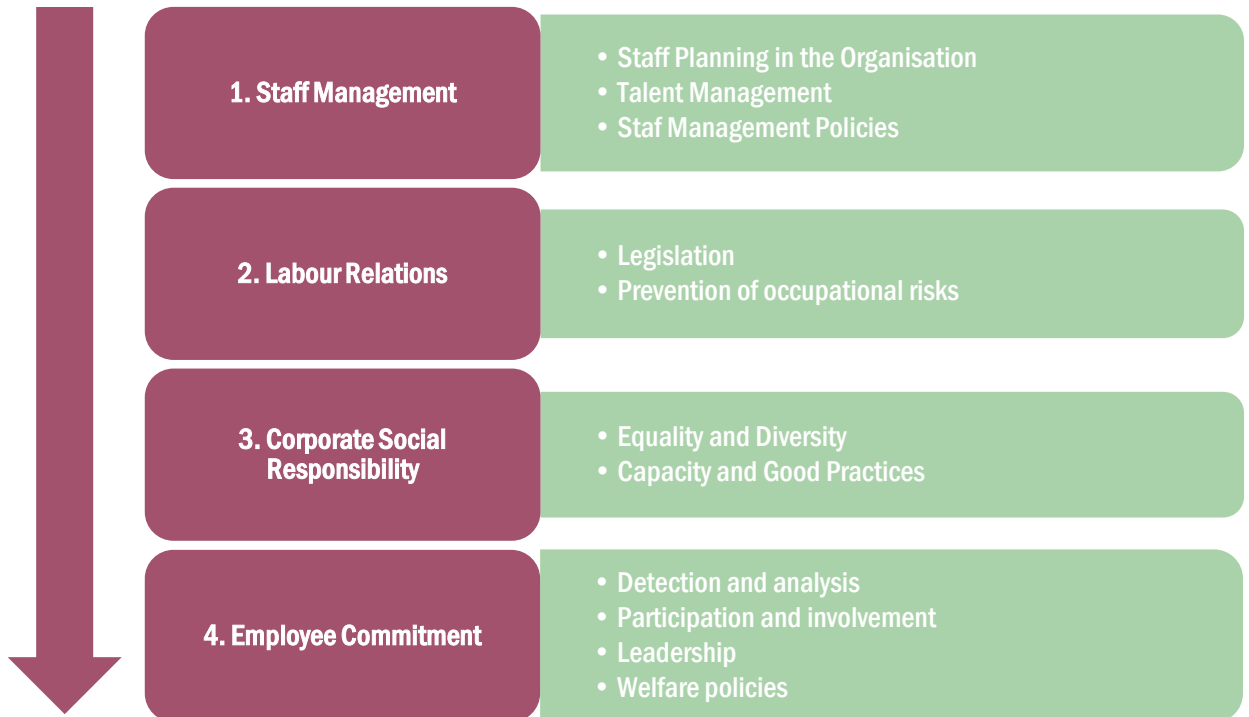 1. Staff Management
• Staff Planning in the Organisation
• Talent Management
• Staf Management Policies
2. Labour Relations
• Legislation
• Prevention of occupational risks
3. Corporate Social
Responsibility
• Equality and Diversity
• Capacity and Good Practices
4. Employee Commitment
• Detection and analysis
• Participation and involvement
• Leadership
• Welfare policies